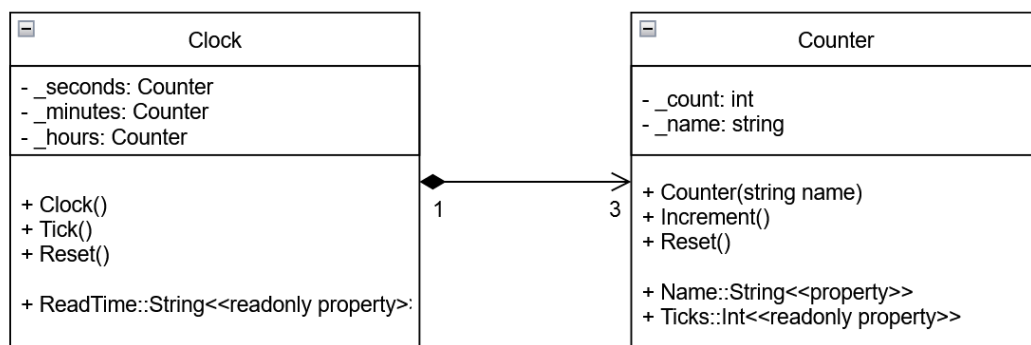 Clock
- _seconds: Counter
- _minutes: Counter
- _hours: Counter
+ Clock()
+ Tick()
+ Reset()
+ ReadTime::String<<readonly property>:
1
3
Counter
- _count: int
- _name: string
+ Counter(string name)
+ Increment()
+ Reset()
+ Name::String<<property>>
+ Ticks::Int<<readonly property>>